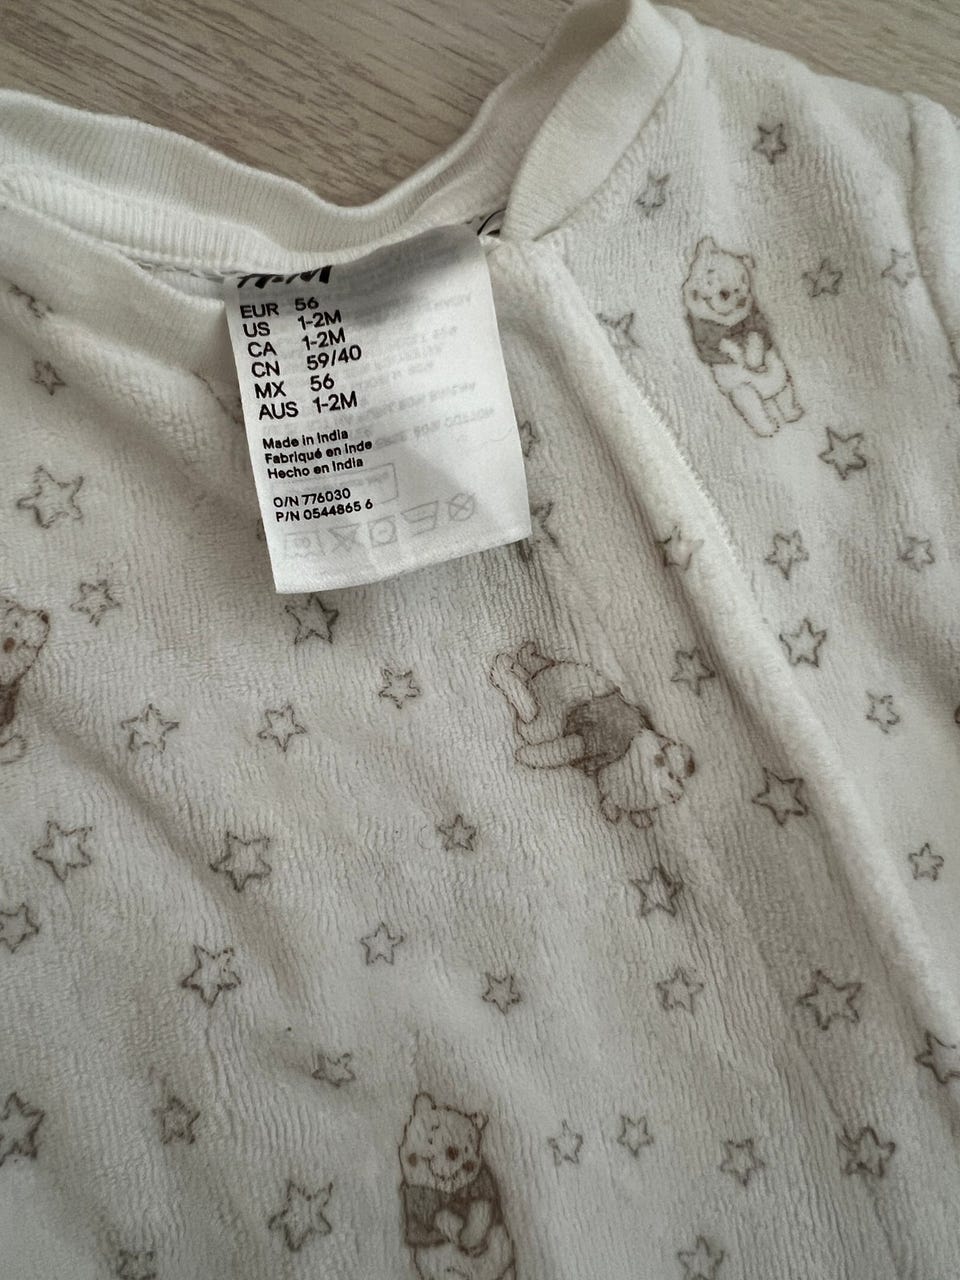 H&M
EUR 56
US 1-2M
CA 1-2M
CN 59/40
MX 56
AUS 1-2M
Made in India
Fabriqué en Inde
Hecho en India
O/N 776030
P/N 0544865 6